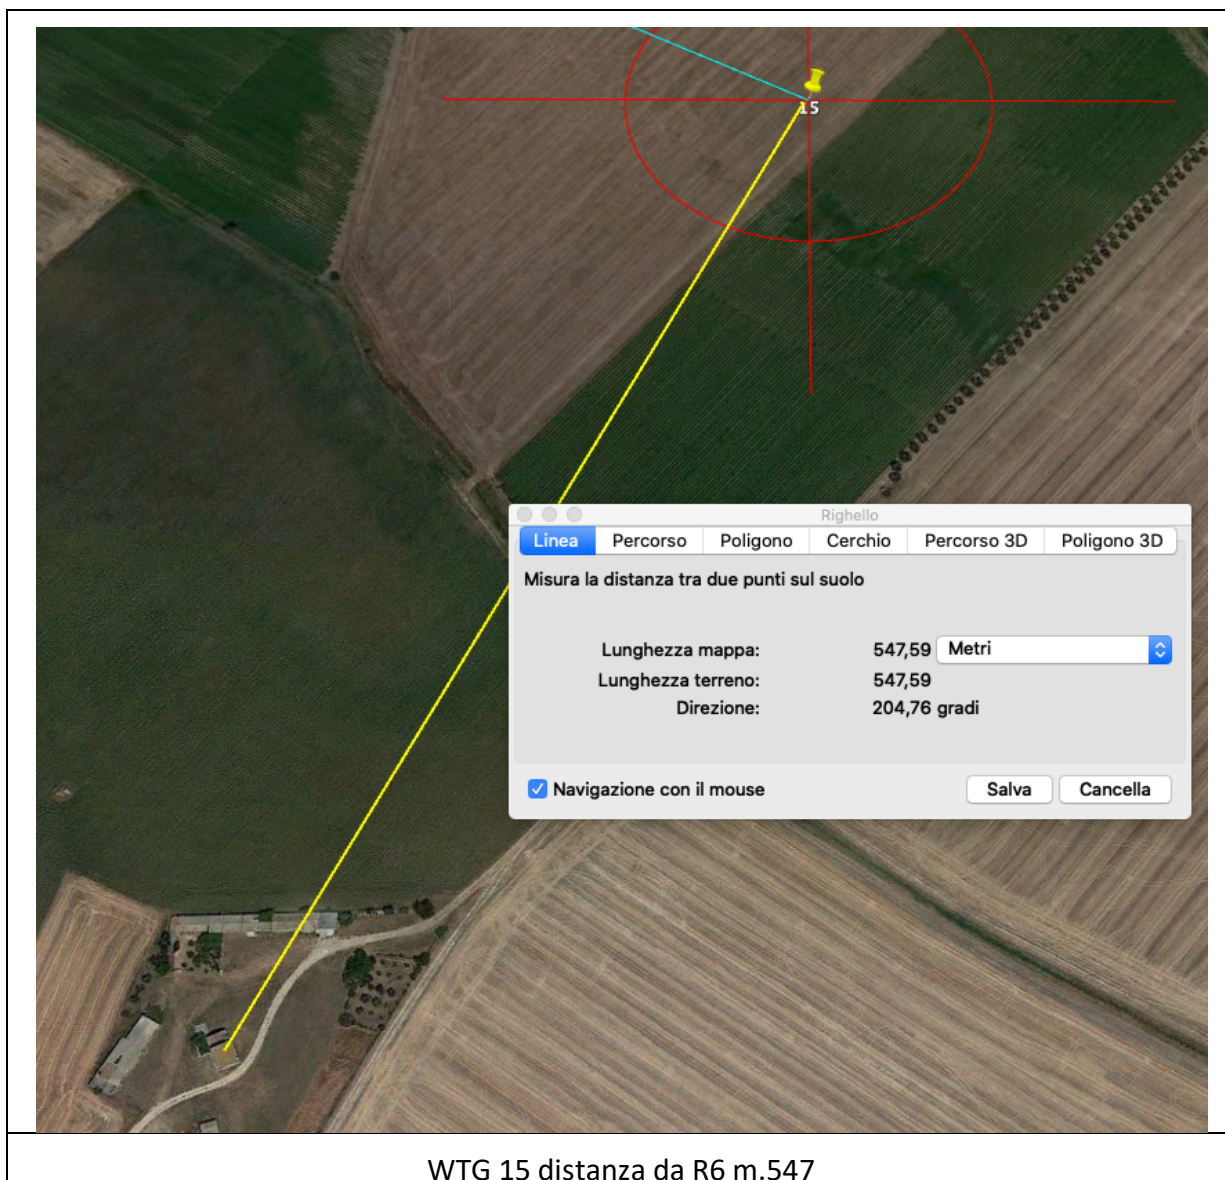 15
Righello
Linea Percorso Poligono Cerchio Percorso 3D Poligono 3D
Misura la distanza tra due punti sul suolo
Lunghezza mappa: 547,59 Metri
Lunghezza terreno: 547,59
Direzione: 204,76 gradi
Navigazione con il mouse Salva Cancella
WTG 15 distanza da R6 m.547